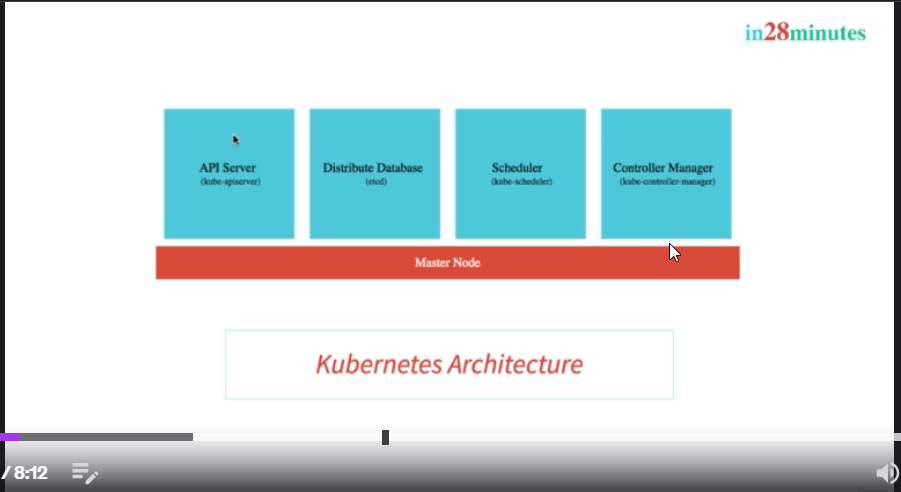 in28minutes
API Server
(kube-apiserver)
Distribute Database
(etcd)
Scheduler
(kube-scheduler)
Controller Manager
(kube-controller-manager)
Master Node
Kubernetes Architecture
/ 8:12